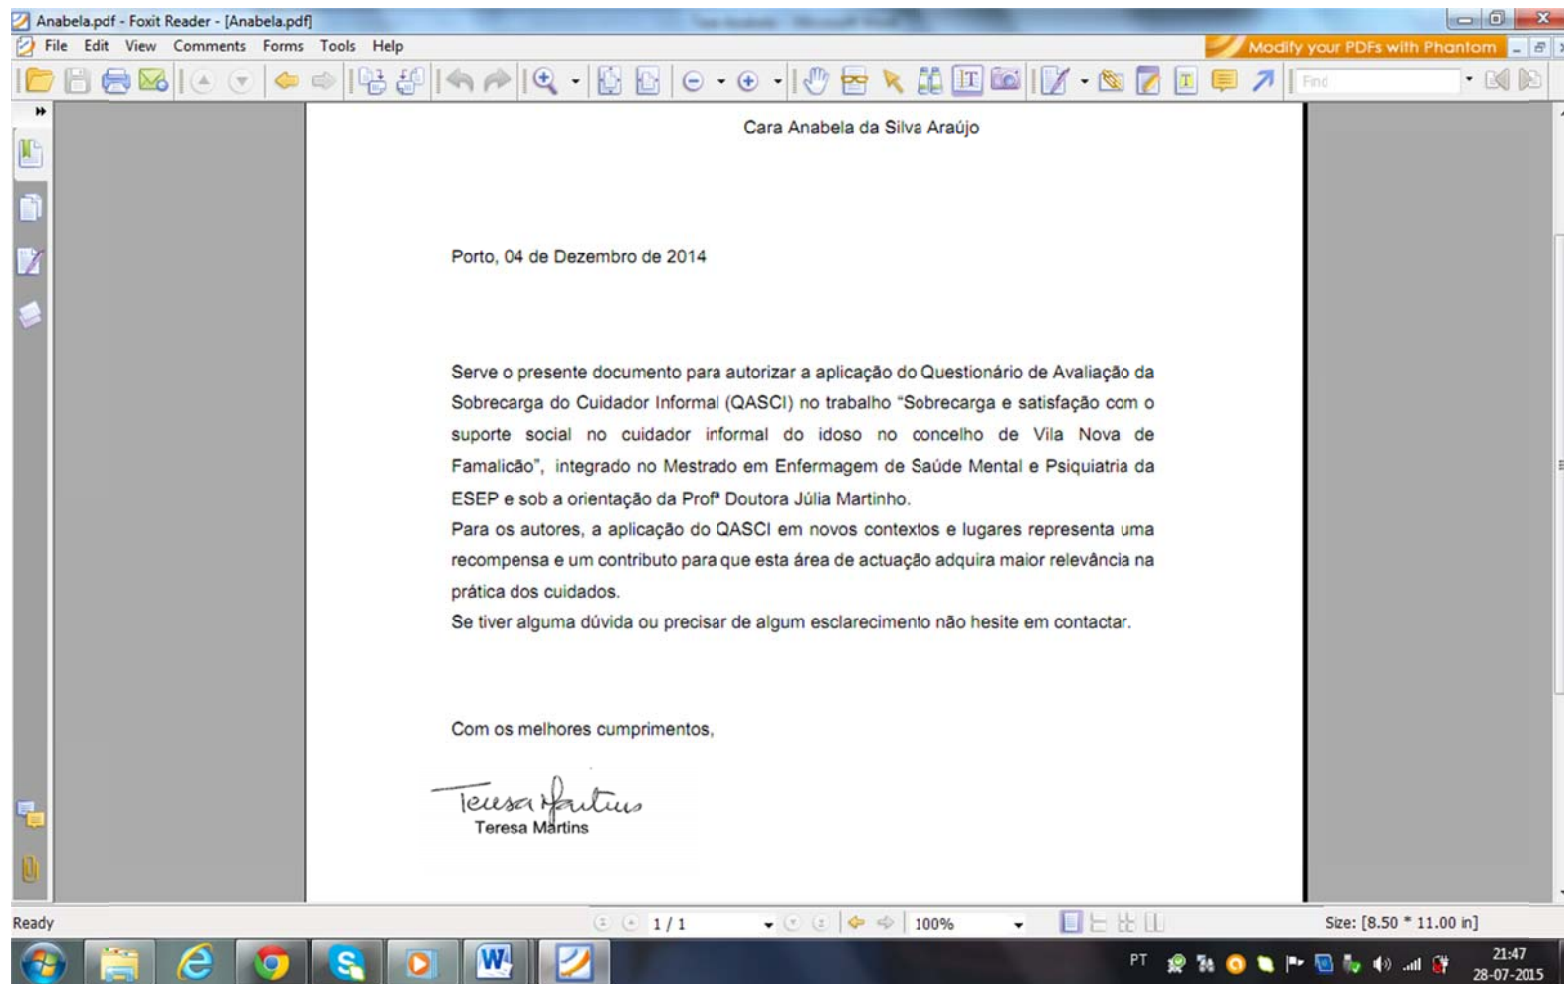 Anabela.pdf - Foxit Reader - [Anabela.pdf]
File Edit View Comments Forms Tools Help
Modify your PDFs with Phantom
Find
Cara Anabela da Silva Araújo
Porto, 04 de Dezembro de 2014
Serve o presente documento para autorizar a aplicação do Questionário de Avaliação da
Sobrecarga do Cuidador Informal (QASCI) no trabalho “Sobrecarga e satisfação com o
suporte social no cuidador informal do idoso no concelho de Vila Nova de
Famalicão”, integrado no Mestrado em Enfermagem de Saúde Mental e Psiquiatria da
ESEP e sob a orientação da Profª Doutora Júlia Martinho.
Para os autores, a aplicação do QASCI em novos contextos e lugares representa uma
recompensa e um contributo para que esta área de actuação adquira maior relevância na
prática dos cuidados.
Se tiver alguma dúvida ou precisar de algum esclarecimento não hesite em contactar.
Com os melhores cumprimentos,
Teresa Martins
Teresa Martins
Ready
1 / 1
100%
Size: [8.50 * 11.00 in]
PT
21:47
28-07-2015